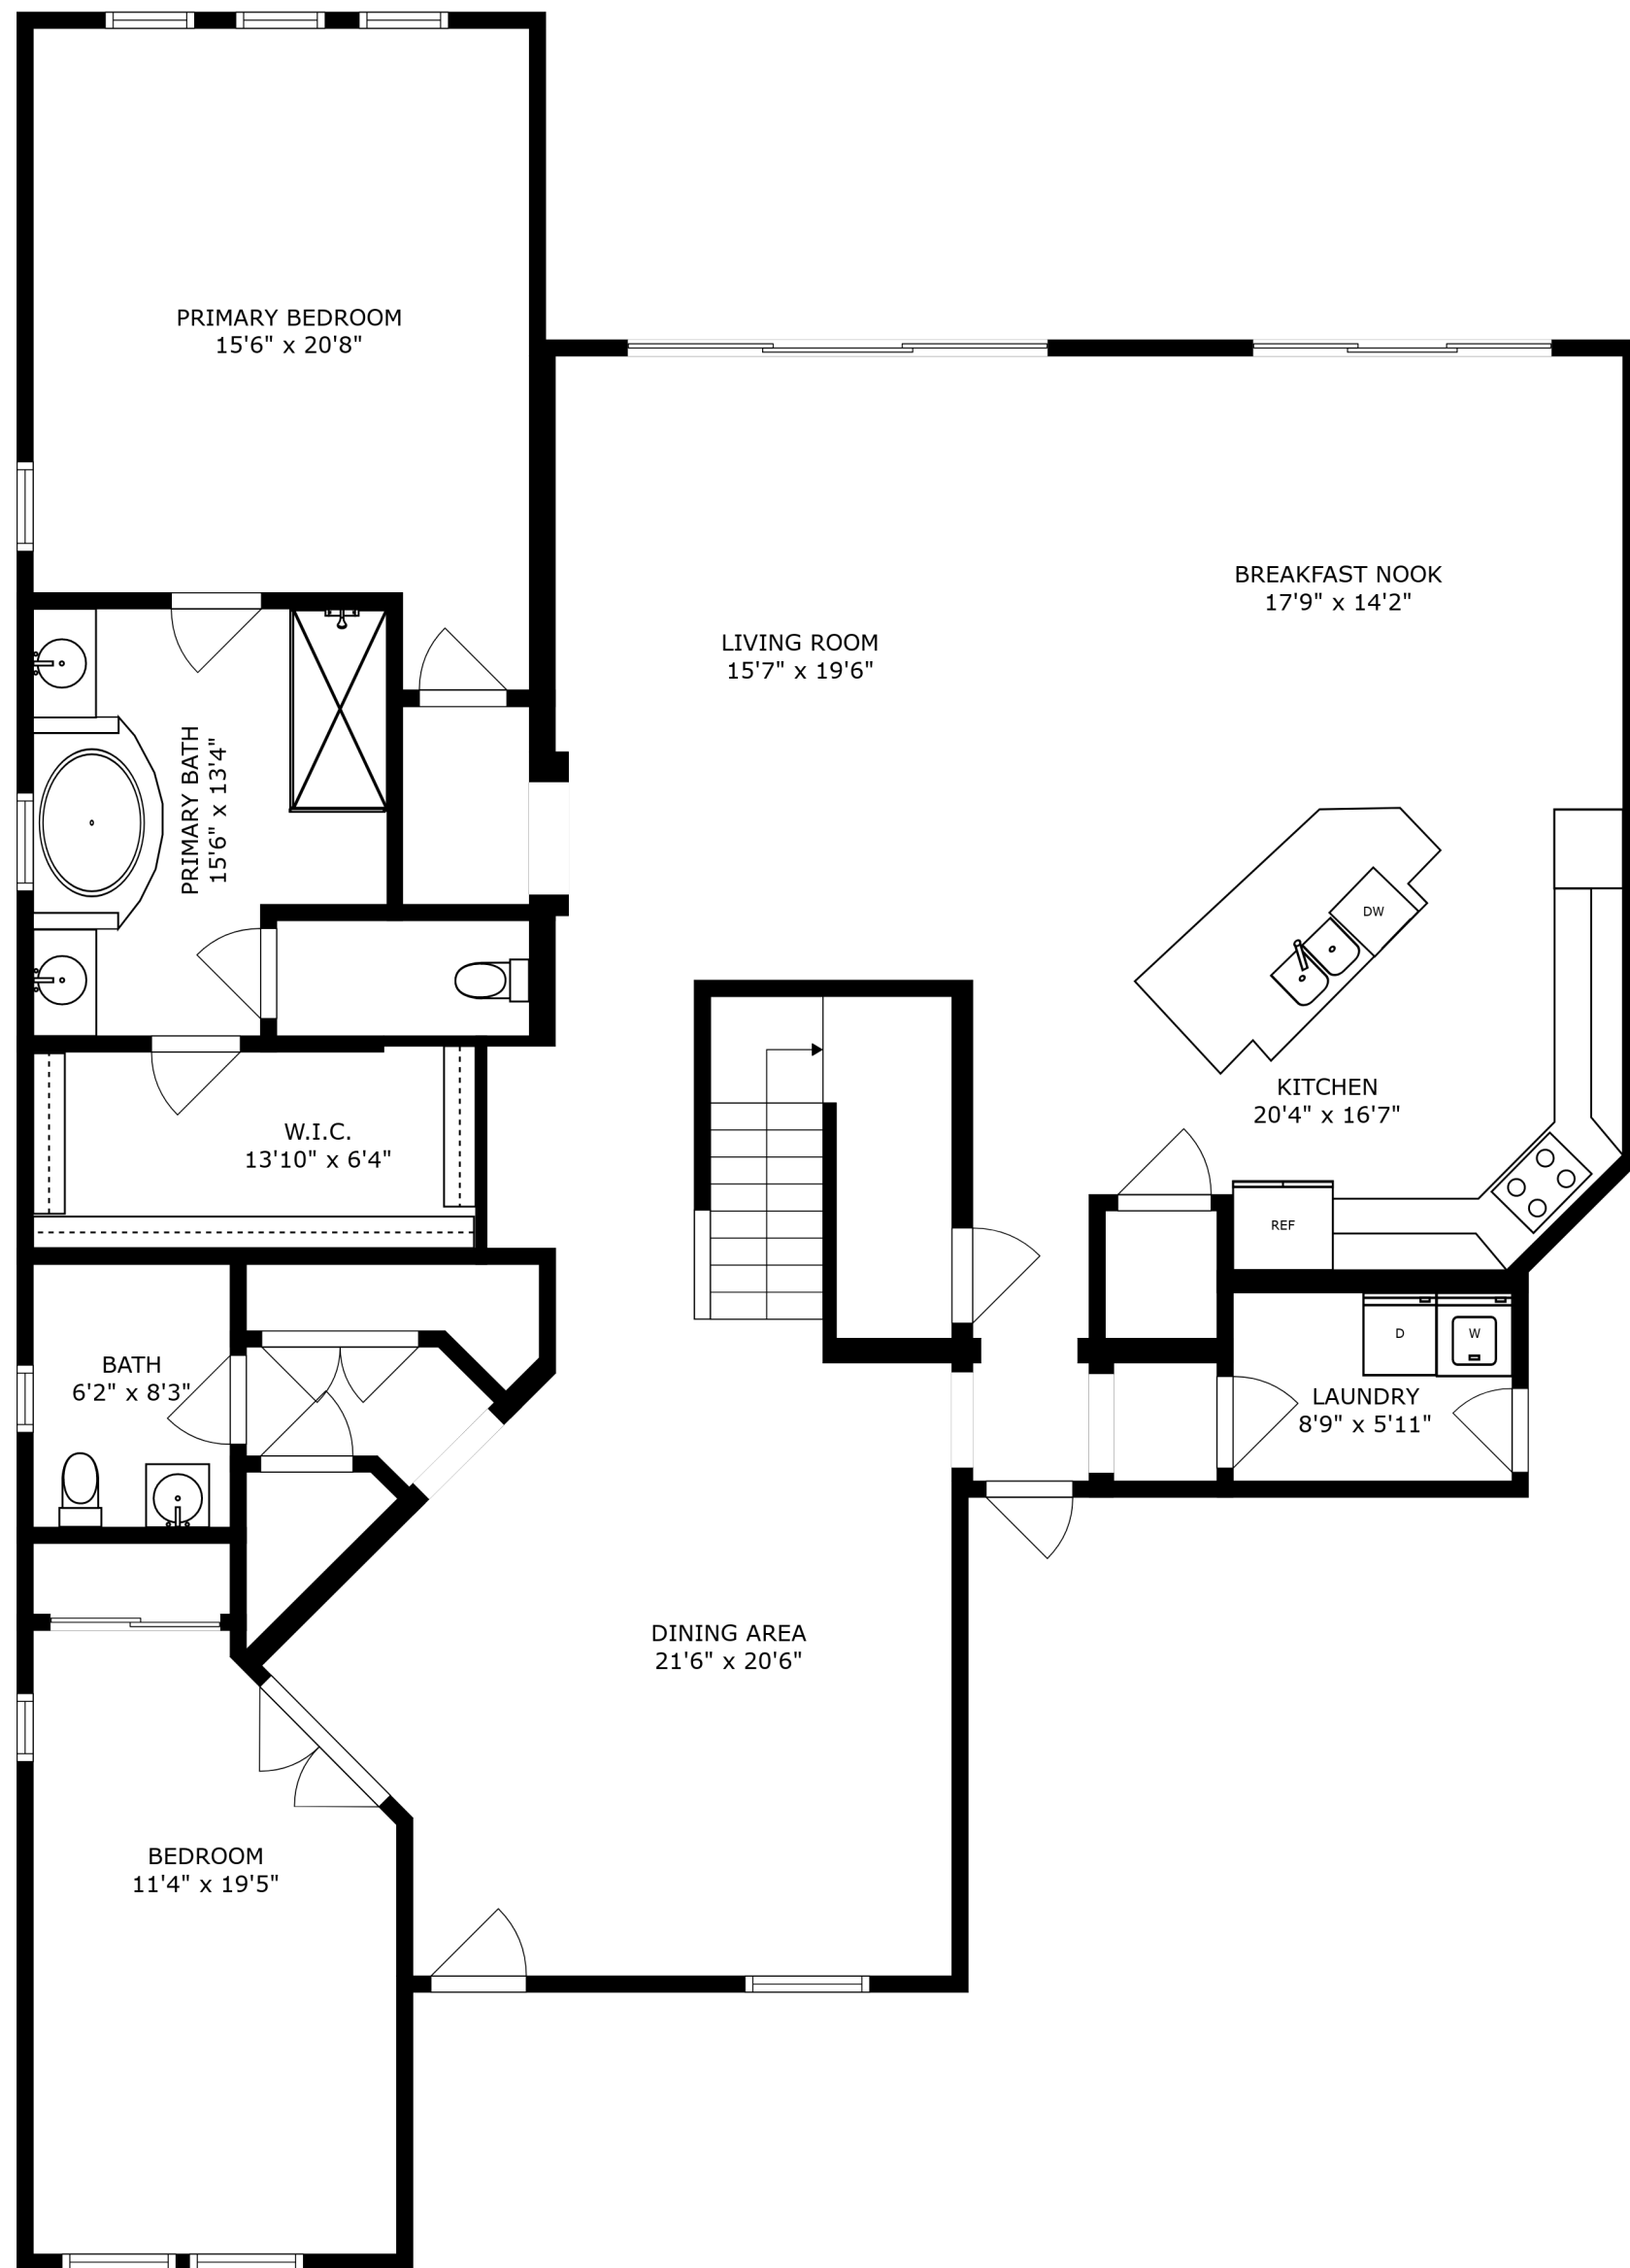 PRIMARY BEDROOM
15'6" x 20'8"
BREAKFAST NOOK
17'9" x 14'2"
LIVING ROOM
15'7" x 19'6"
PRIMARY BATH
15'6" x 13'4"
DW
KITCHEN
20'4" x 16'7"
W.I.C.
13'10" x 6'4"
REF
D
W
BATH
6'2" x 8'3"
LAUNDRY
8'9" x 5'11"
DINING AREA
21'6" x 20'6"
BEDROOM
11'4" x 19'5"